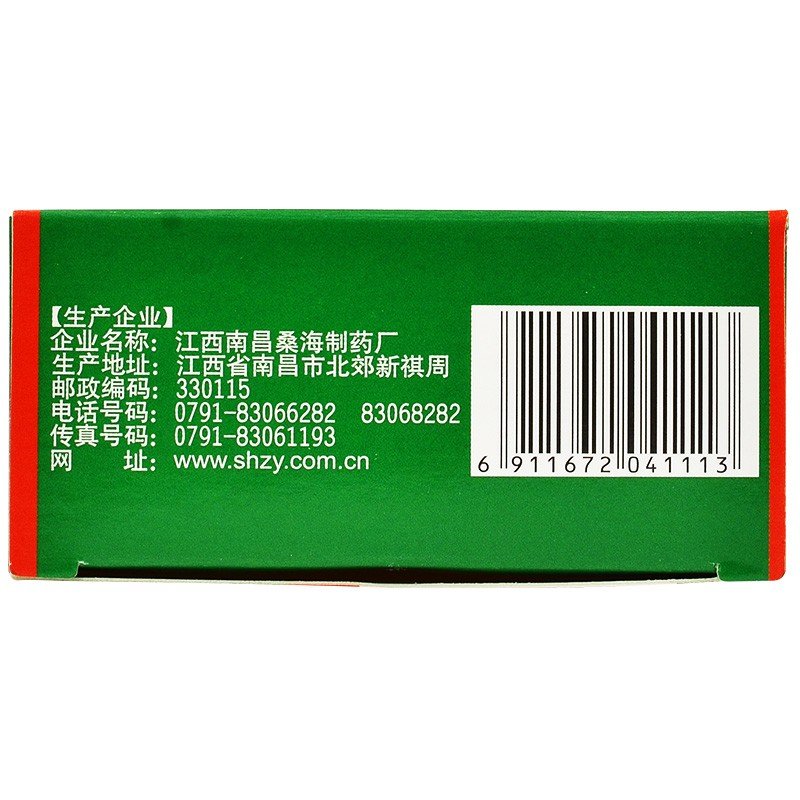 【生产企业】
企业名称：江西南昌桑海制药厂
生产地址：江西省南昌市北郊新祺周
邮政编码：330115
电话号码：0791-83066282 83068282
传真号码：0791-83061193
网 址：www.shzy.com.cn
6 911672 041113